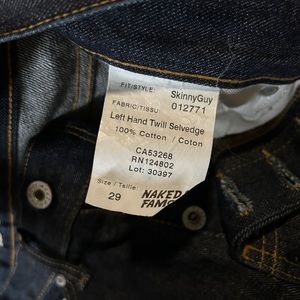 FIT/STYLE: SkinnyGuy
FABRIC/TISSU: 012771
Left Hand Twill Selvedge
100% Cotton / Coton
CA53268
RN124802
Lot: 30397
Size / Taille:
29
NAKED
FAMO